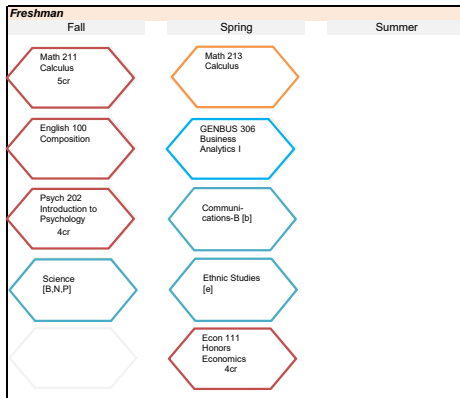 Freshman
Fall
Spring
Summer
Math 211
Calculus
5cr
Math 213
Calculus
English 100
Composition
GENBUS 306
Business
Analytics I
Psych 202
Introduction to
Psychology
4cr
Communi-
cations-B [b]
Science
[B,N,P]
Ethnic Studies
[e]
Econ 111
Honors
Economics
4cr